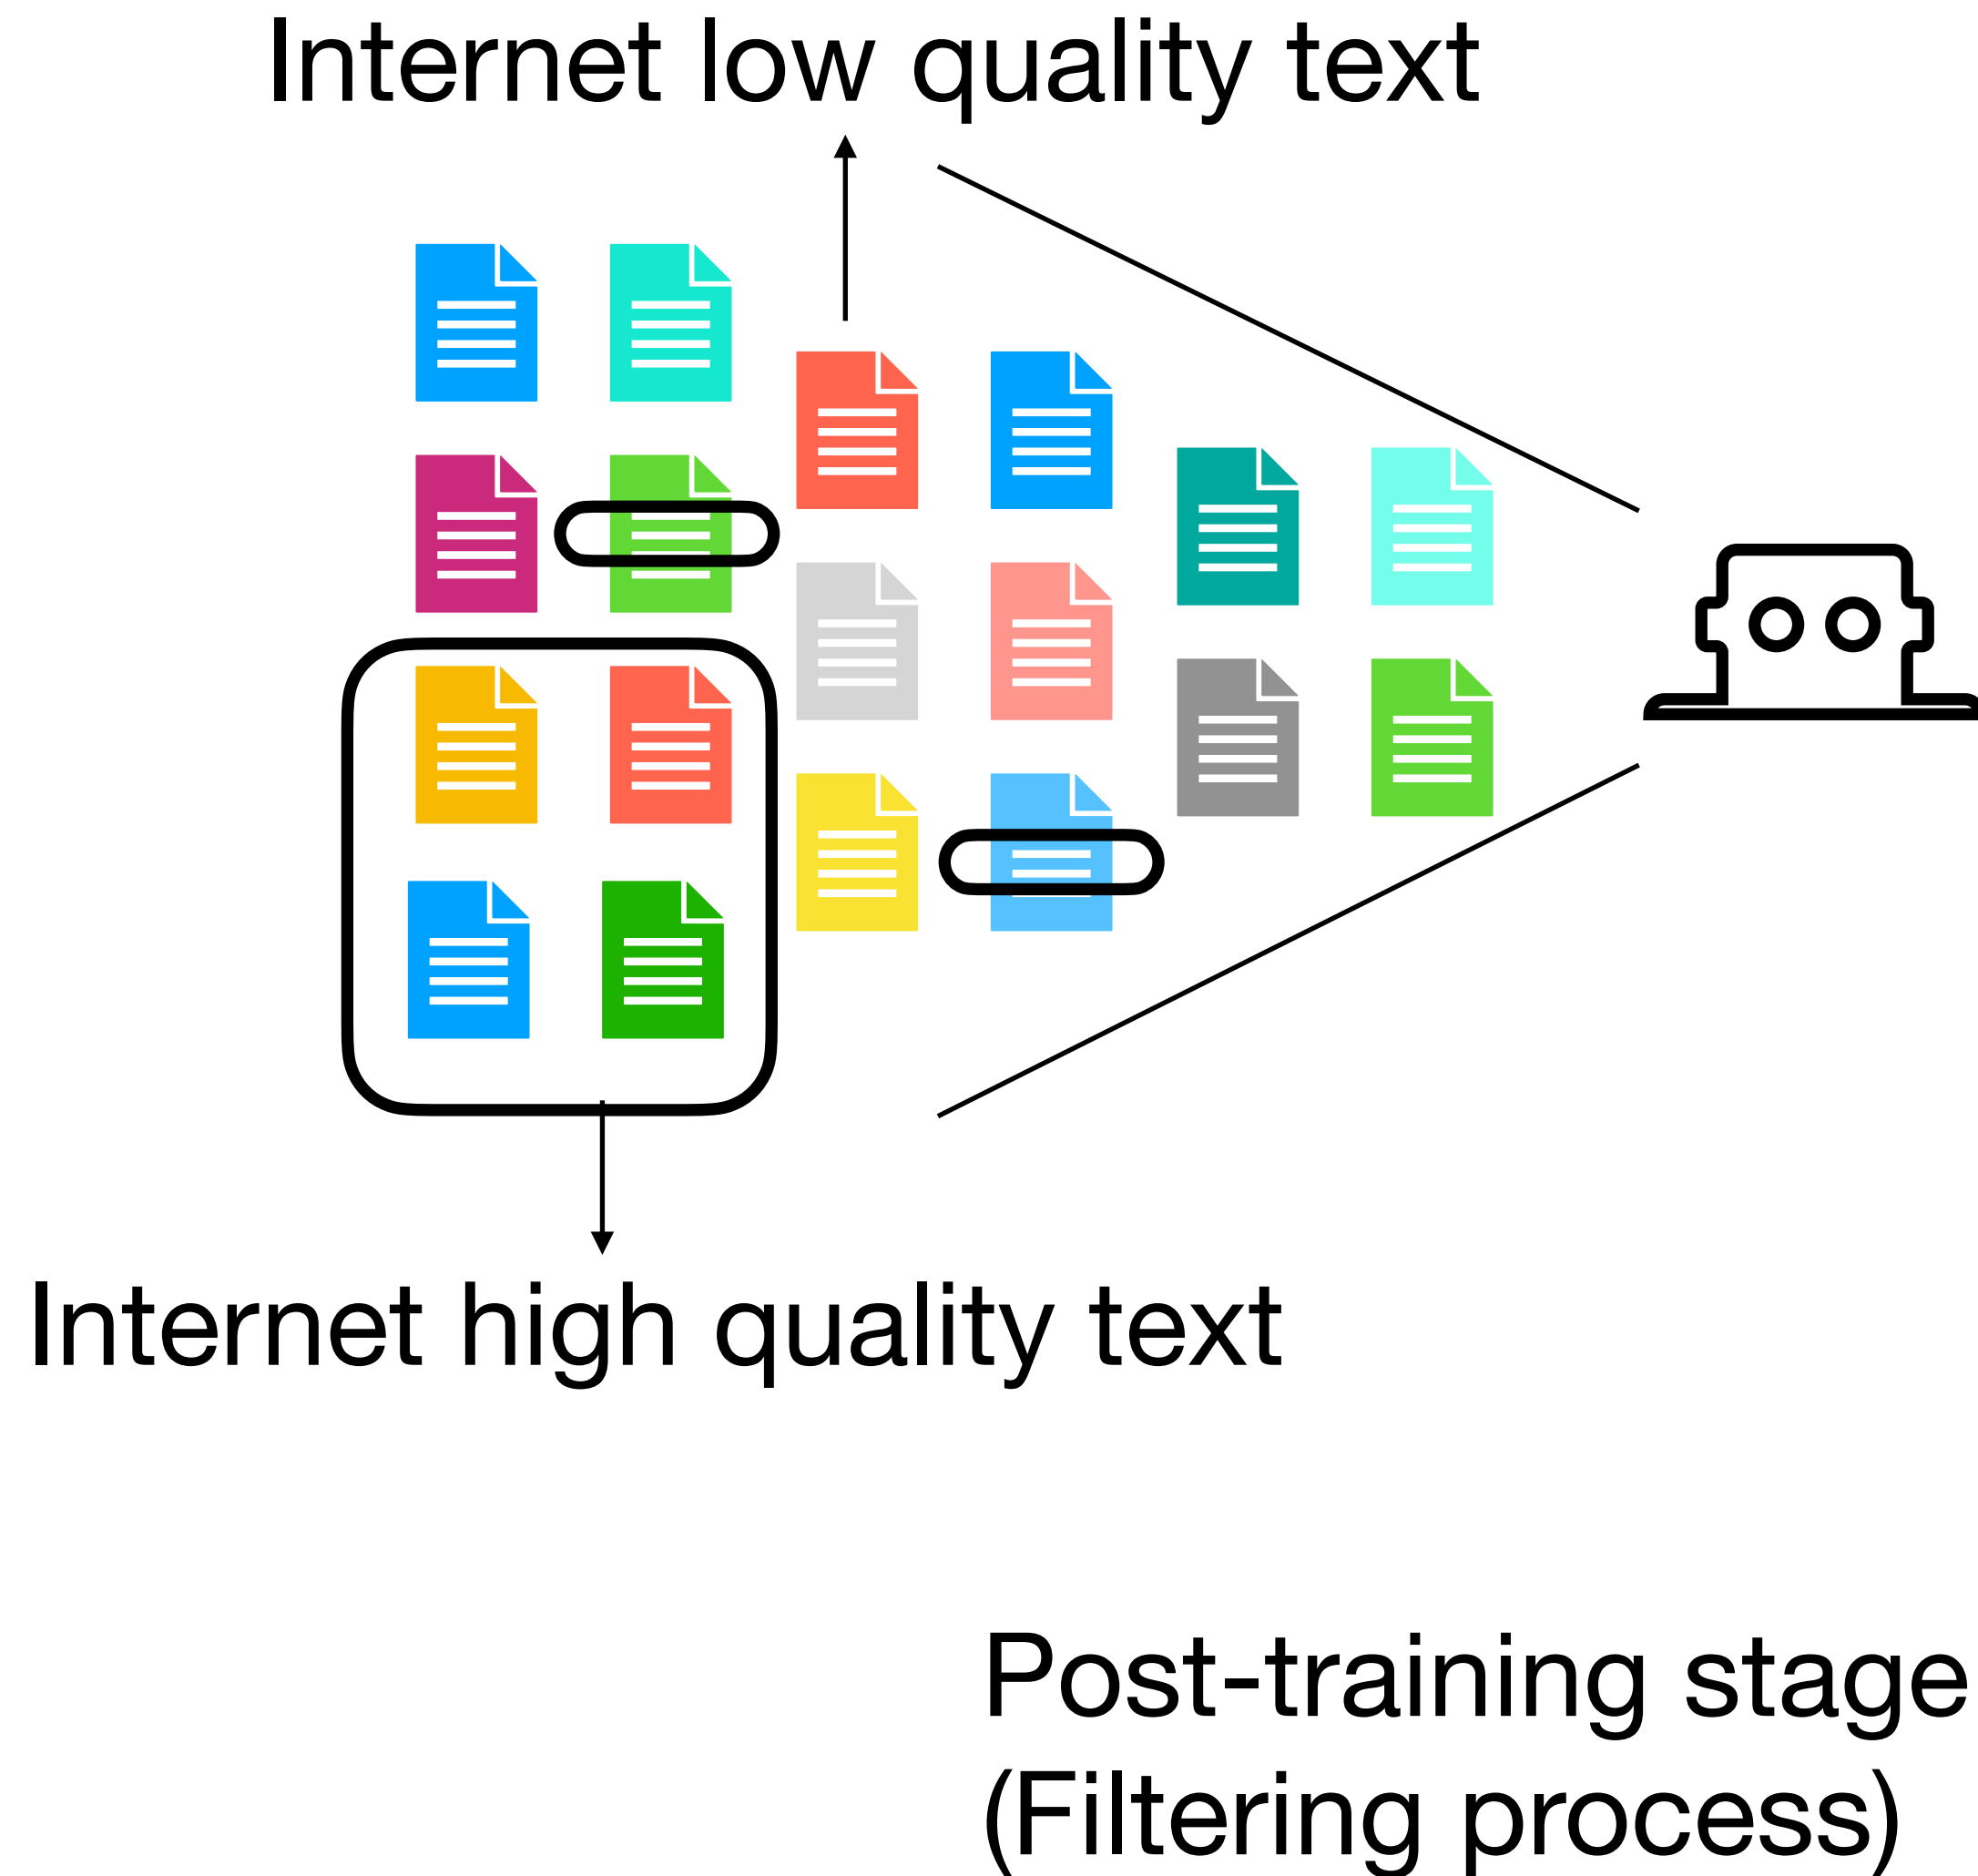 Internet low quality text
Internet high quality text
Post-training stage
(Filtering process)